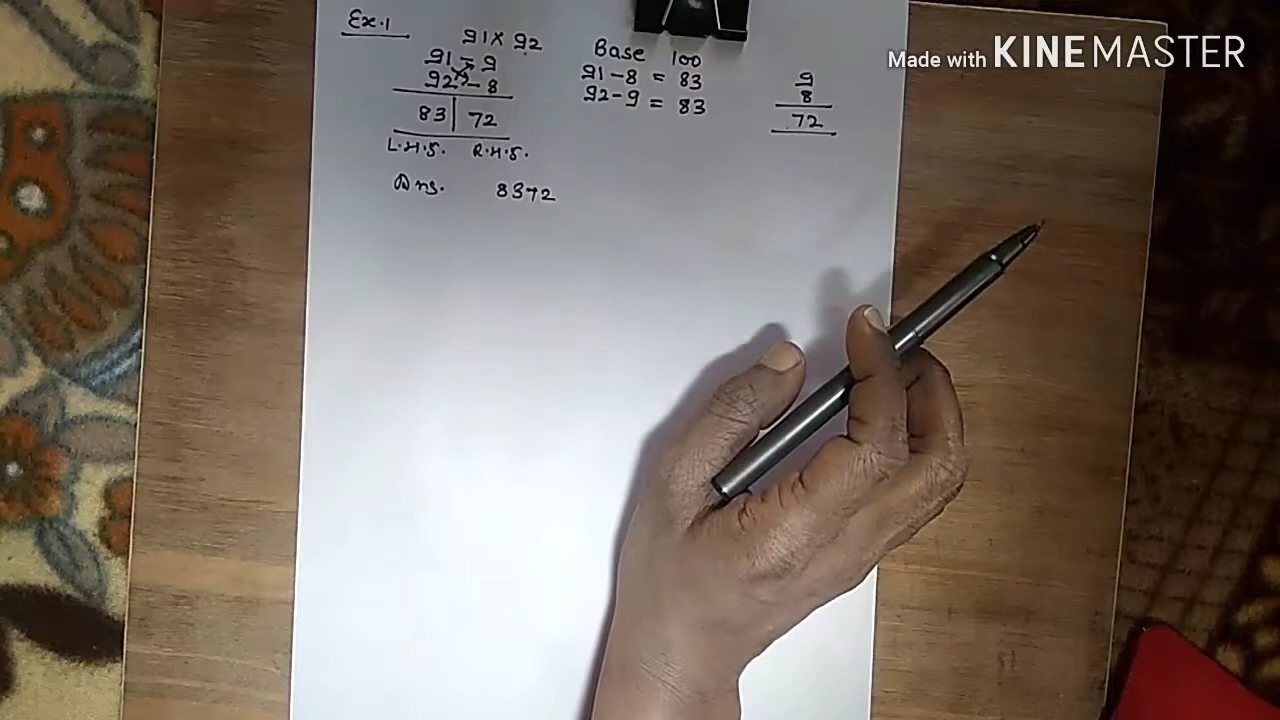 Ex.1
91 × 92
91 - 9
92 - 8
83 | 72
L.H.S. R.H.S.
Ans. 8372
Base 100
91-8 = 83
92-9 = 83
9
8
72
Made with KINEMASTER